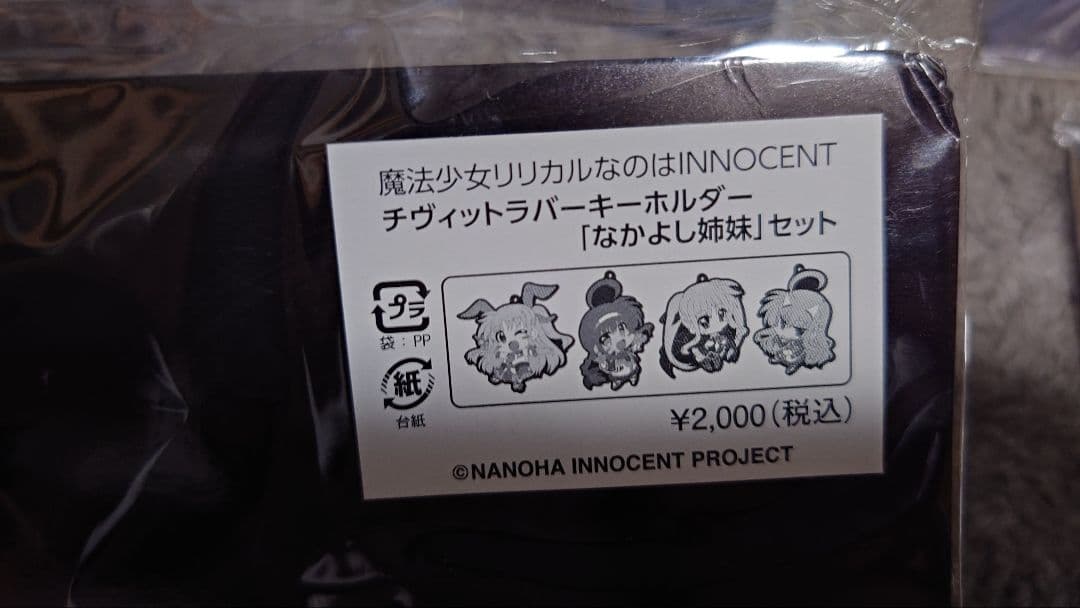 魔法少女リリカルなのはINNOCENT
チヴィットラバーキーホルダー
「なかよし姉妹」セット
プラ
袋：PP
紙
台紙
¥2,000（税込）
©NANOHA INNOCENT PROJECT